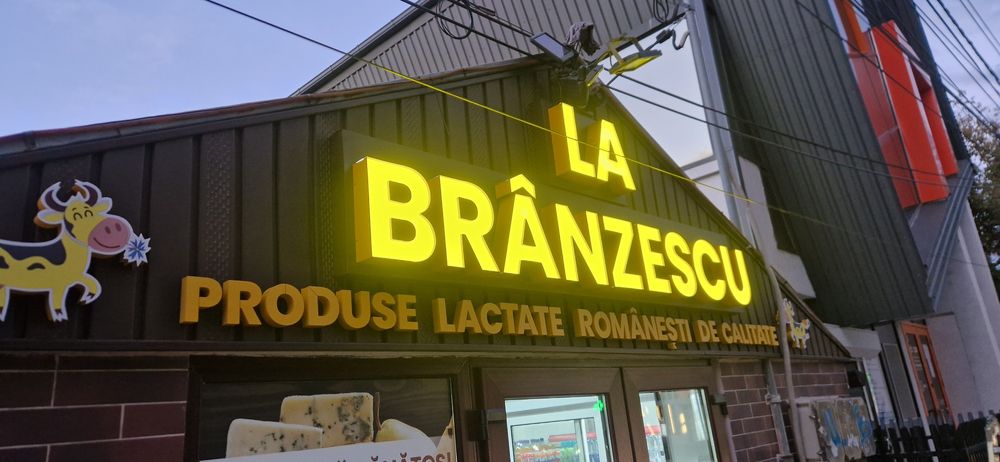 LA
BRÂNZESCU
PRODUSE LACTATE ROMÂNEȘTI DE CALITATE